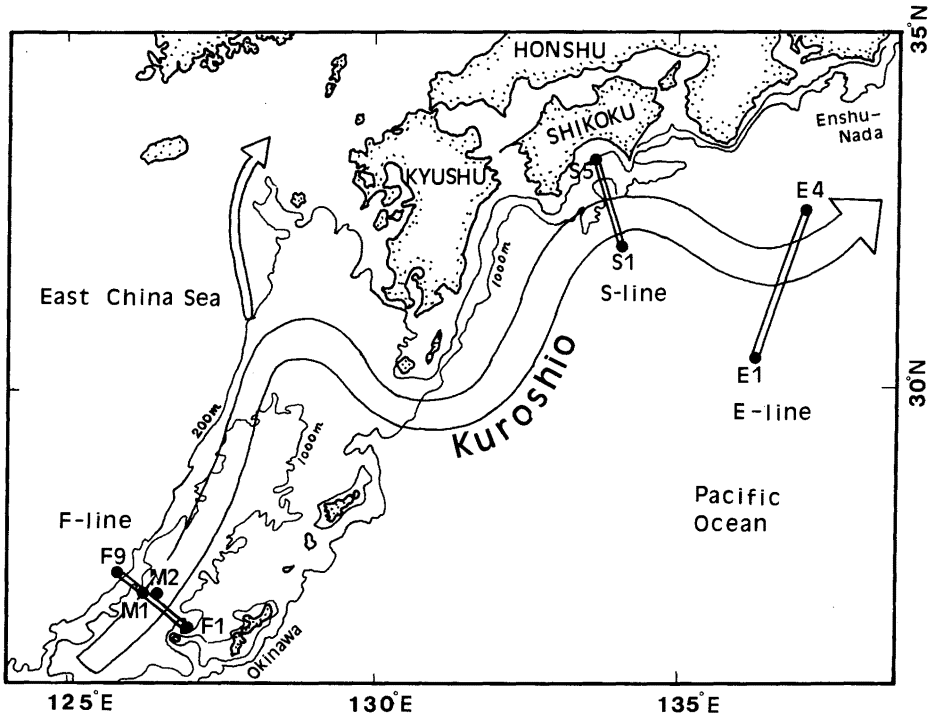 35°N
HONSHU
Enshu-
Nada
SHIKOKU
KYUSHU
S5
E4
1000m
S1
East China Sea
S-line
Kuroshio
E1
30°N
200m
E-line
1000m
Pacific
Ocean
F-line
F9
M2
SM1
F1
Okinawa
125°E
130°E
135°E